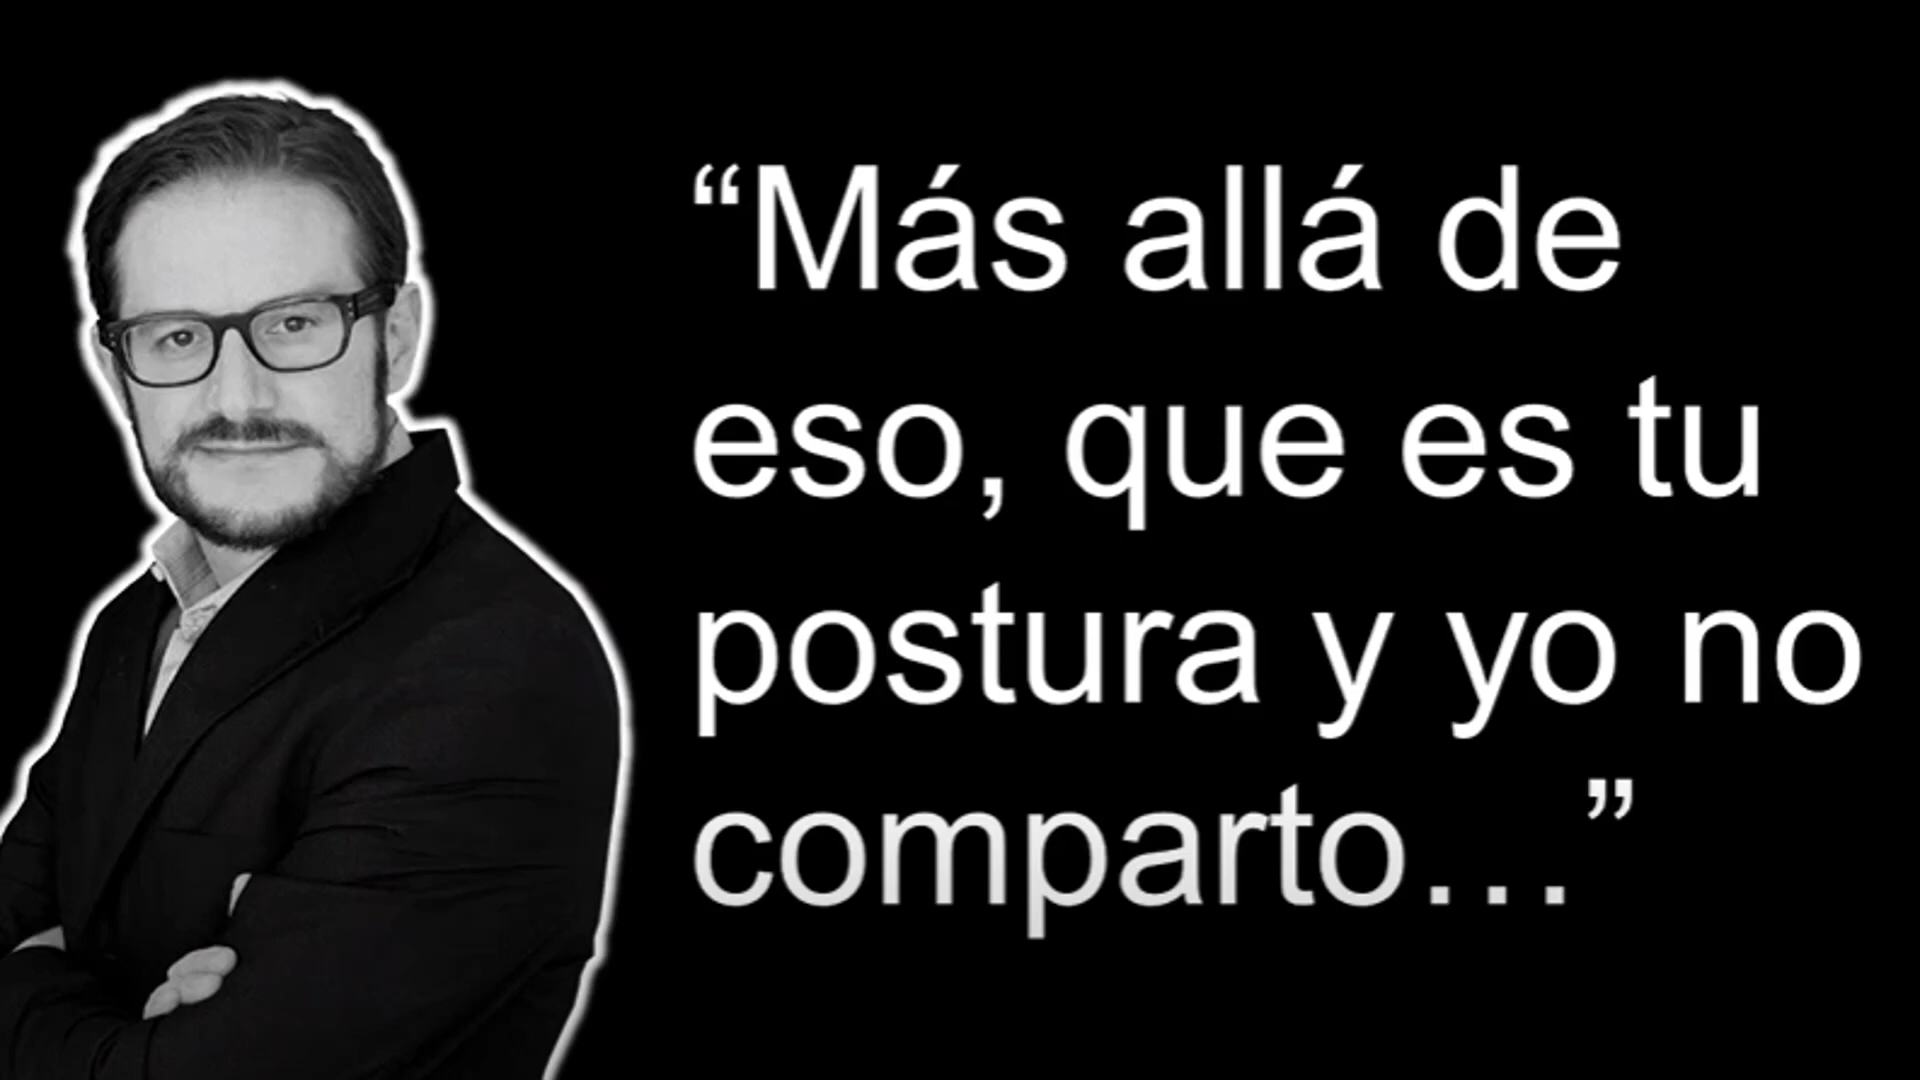 “Más allá de
eso, que es tu
postura y yo no
comparto…”